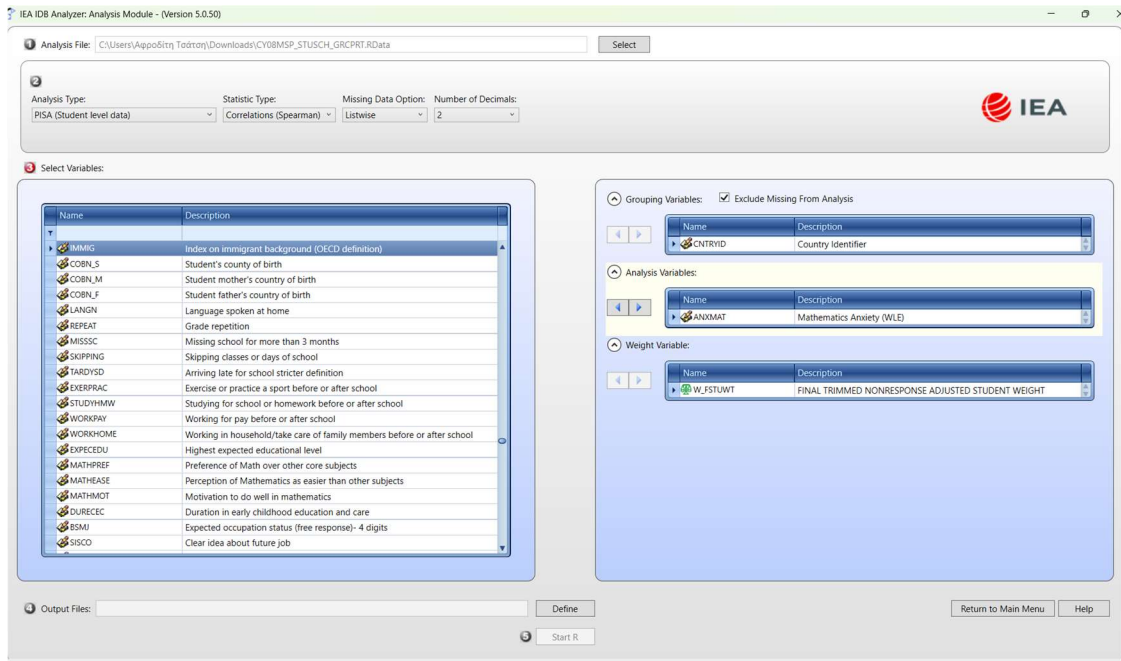 IEA IDB Analyzer: Analysis Module - (Version 5.0.50)
1 Analysis File: C:\Users\Αφροδίτη Τσάτση\Downloads\CY08MSP_STUSCH_GRCPRT.RData Select
2
Analysis Type: Statistic Type: Missing Data Option: Number of Decimals:
PISA (Student level data) Correlations (Spearman) Listwise 2
IEA
3 Select Variables:
Name Description
IMMIG Index on immigrant background (OECD definition)
COBN_S Student's county of birth
COBN_M Student mother's country of birth
COBN_F Student father's country of birth
LANGN Language spoken at home
REPEAT Grade repetition
MISSSC Missing school for more than 3 months
SKIPPING Skipping classes or days of school
TARDYSD Arriving late for school stricter definition
EXERPRAC Exercise or practice a sport before or after school
STUDYHMW Studying for school or homework before or after school
WORKPAY Working for pay before or after school
WORKHOME Working in household/take care of family members before or after school
EXPECEDU Highest expected educational level
MATHPREF Preference of Math over other core subjects
MATHEASE Perception of Mathematics as easier than other subjects
MATHMOT Motivation to do well in mathematics
DURECEC Duration in early childhood education and care
BSMJ Expected occupation status (free response)- 4 digits
SISCO Clear idea about future job
Grouping Variables: Exclude Missing From Analysis
Name Description
CNTRYID Country Identifier
Analysis Variables:
Name Description
ANXMAT Mathematics Anxiety (WLE)
Weight Variable:
Name Description
W_FSTUWT FINAL TRIMMED NONRESPONSE ADJUSTED STUDENT WEIGHT
4 Output Files: Define
Return to Main Menu Help
5 Start R